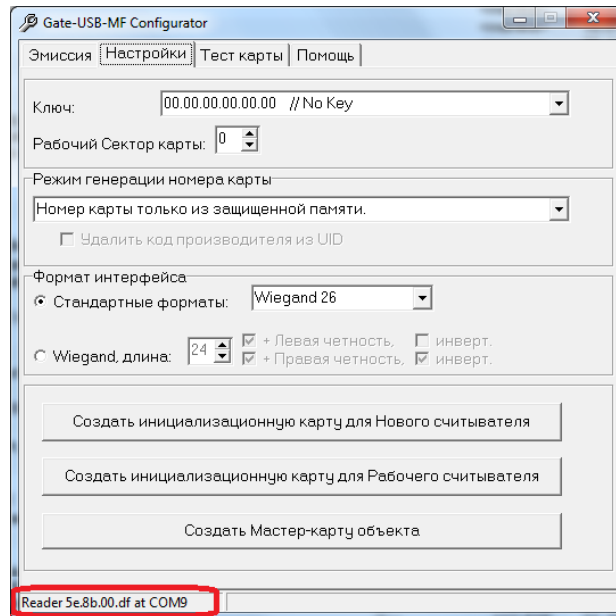 Gate-USB-MF Configurator
Эмиссия Настройки Тест карты Помощь
Ключ: 00.00.00.00.00.00 // No Key
Рабочий Сектор карты: 0
Режим генерации номера карты
Номер карты только из защищенной памяти.
Удалить код производителя из UID
Формат интерфейса
Стандартные форматы: Wiegand 26
+ Левая четность, инверт.
Wiegand, длина: 24
+ Правая четность, инверт.
Создать инициализационную карту для Нового считывателя
Создать инициализационную карту для Рабочего считывателя
Создать Мастер-карту объекта
Reader 5e.8b.00.df at COM9